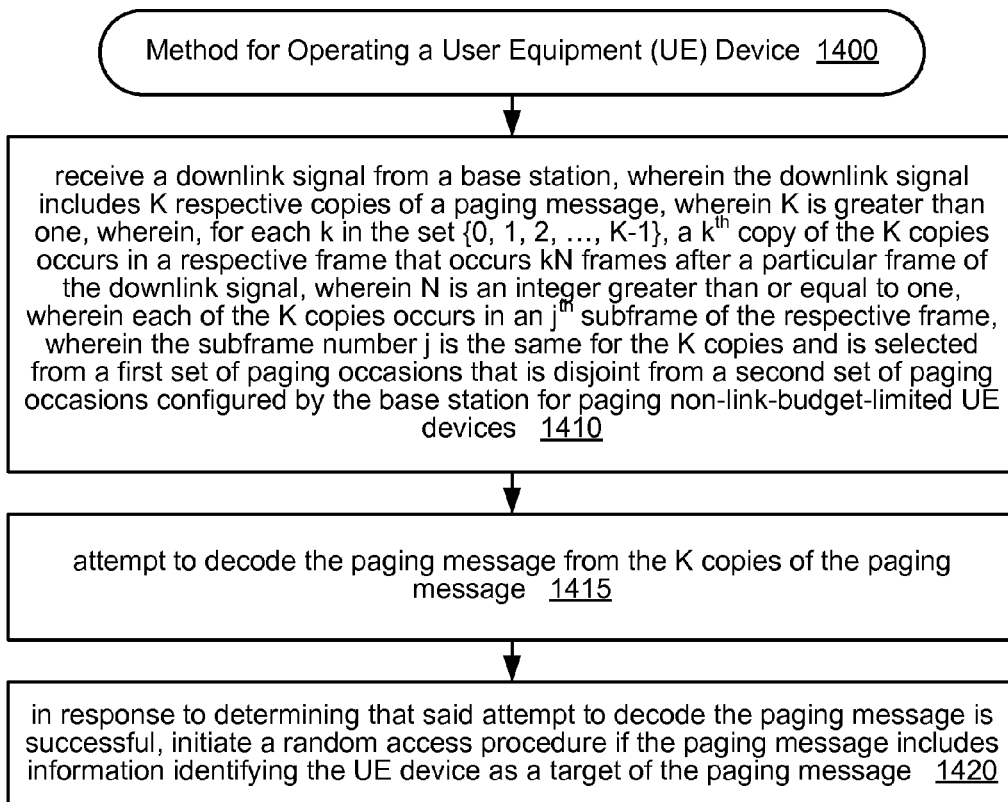 Method for Operating a User Equipment (UE) Device 1400
receive a downlink signal from a base station, wherein the downlink signal
includes K respective copies of a paging message, wherein K is greater than
one, wherein, for each k in the set {0, 1, 2, ..., K-1}, a kth copy of the K copies
occurs in a respective frame that occurs kN frames after a particular frame of
the downlink signal, wherein N is an integer greater than or equal to one,
wherein each of the K copies occurs in an jth subframe of the respective frame,
wherein the subframe number j is the same for the K copies and is selected
from a first set of paging occasions that is disjoint from a second set of paging
occasions configured by the base station for paging non-link-budget-limited UE
devices 1410
attempt to decode the paging message from the K copies of the paging
message 1415
in response to determining that said attempt to decode the paging message is
successful, initiate a random access procedure if the paging message includes
information identifying the UE device as a target of the paging message 1420